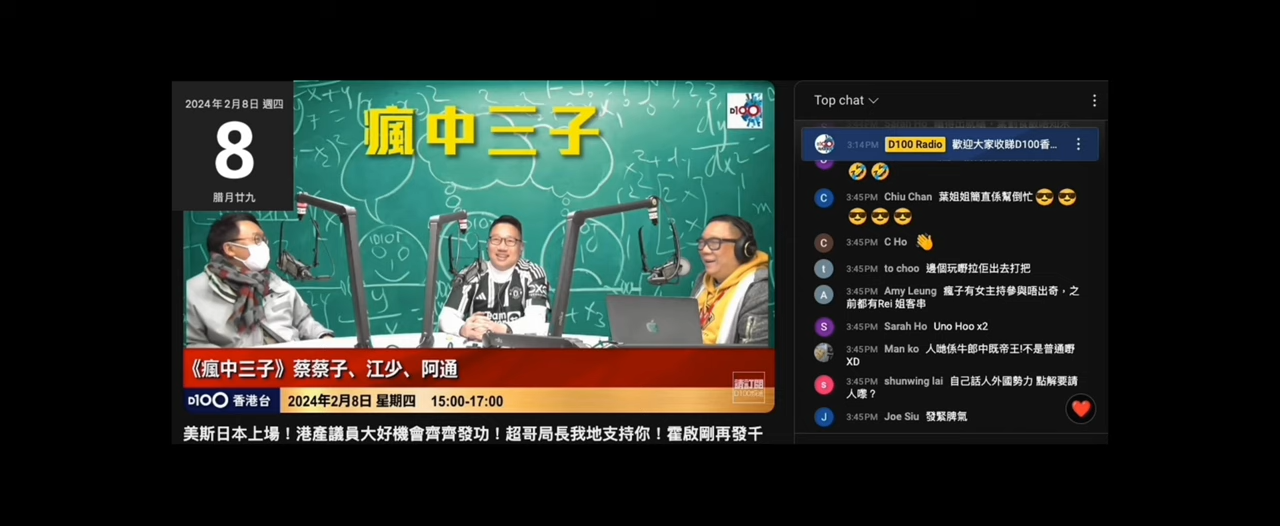 2024年2月8日 週四
8
腊月廿九
瘋中三子
D100
《瘋中三子》蔡蔡子、江少、阿通
D100 香港台
2024年2月8日 星期四 15:00-17:00
請訂閱
美斯日本上場！港產議員大好機會齊齊發功！超哥局長我地支持你！霍啟剛再發千
Top chat
3:14PM D100 Radio 歡迎大家收睇D100香...
🤣 🤣
3:45PM Chiu Chan 葉姐姐簡直係幫倒忙 😎 😎
😎 😎 😎
3:45PM C Ho 👋
3:45PM to choo 邊個玩嘢拉佢出去打把
3:45PM Amy Leung 瘋子有女主持參與唔出奇，之
前都有Rei 姐客串
3:45PM Sarah Ho Uno Hoo x2
3:45PM Man ko 人哋係牛郎中既帝王!不是普通嘢
XD
3:45PM shunwing lai 自己話人外國勢力 點解要請
人嚟？
3:45PM Joe Siu 發緊脾氣